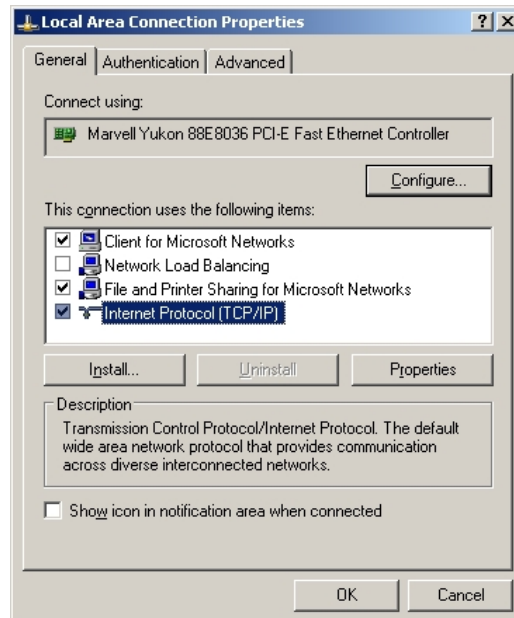 Local Area Connection Properties
General
Authentication
Advanced
Connect using:
Marvell Yukon 88E8036 PCI-E Fast Ethernet Controller
Configure...
This connection uses the following items:
Client for Microsoft Networks
Network Load Balancing
File and Printer Sharing for Microsoft Networks
Internet Protocol (TCP/IP)
Install...
Uninstall
Properties
Description
Transmission Control Protocol/Internet Protocol. The default
wide area network protocol that provides communication
across diverse interconnected networks.
Show icon in notification area when connected
OK
Cancel